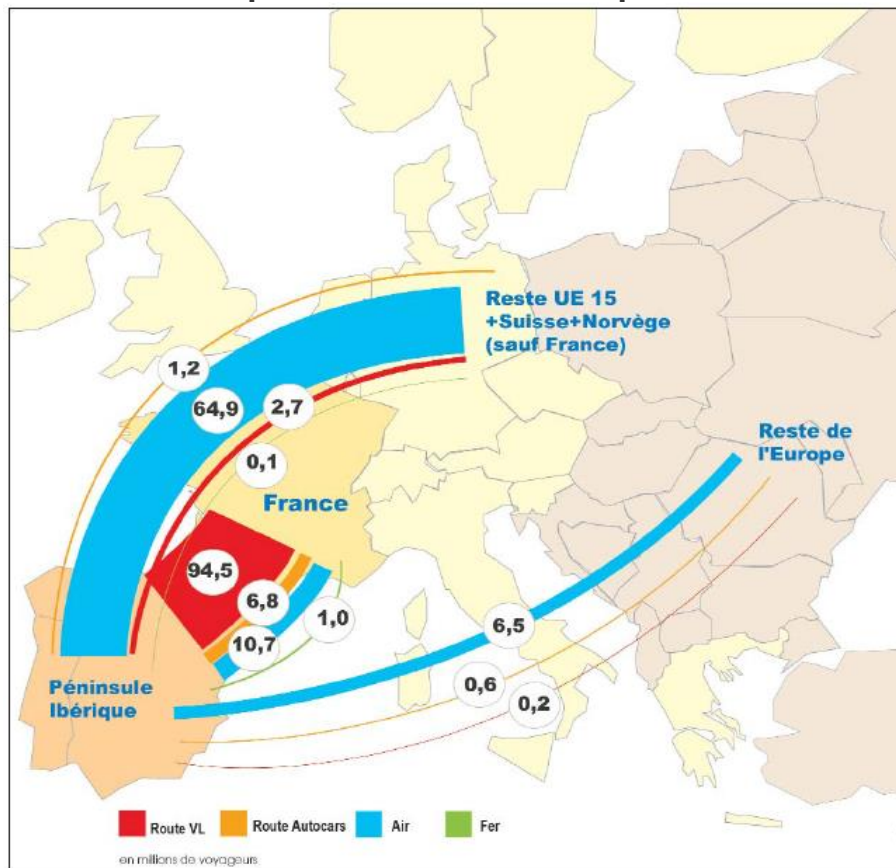 Reste UE 15
+Suisse+Norvège
(sauf France)
1,2
64,9
2,7
0,1
Reste de
l'Europe
France
94,5
6,8
1,0
10,7
6,5
Péninsule
Ibérique
0,6
0,2
Route VL
Route Autocars
Air
Fer
en millions de voyageurs